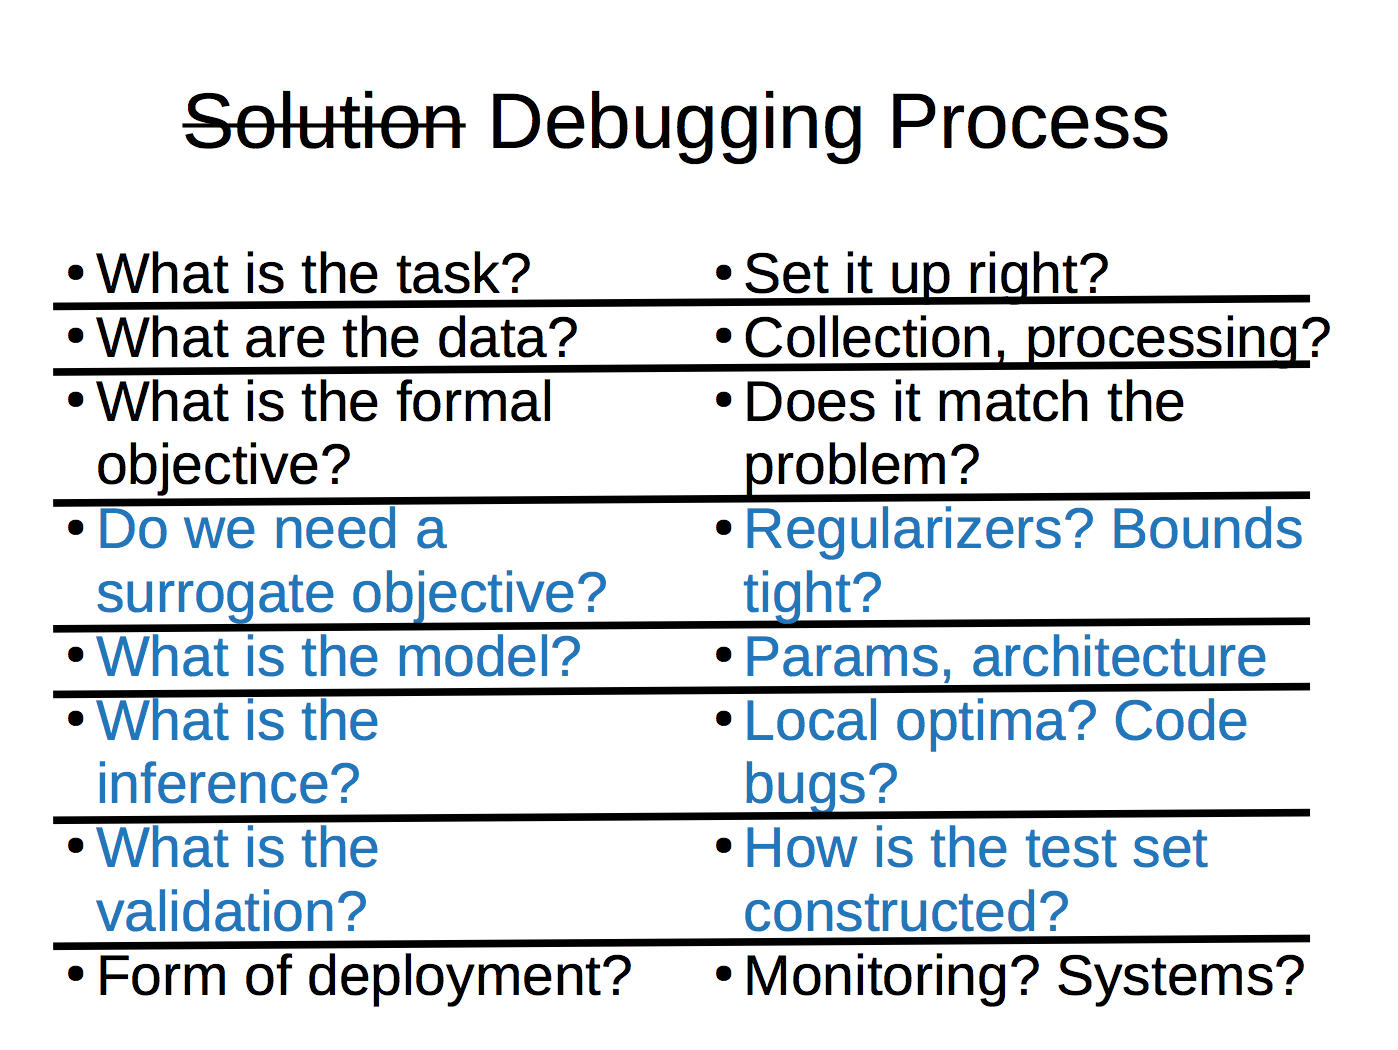 Solution Debugging Process
• What is the task?
• Set it up right?
• What are the data?
• Collection, processing?
• What is the formal
objective?
• Does it match the
problem?
• Do we need a
surrogate objective?
• Regularizers? Bounds
tight?
• What is the model?
• Params, architecture
• What is the
inference?
• Local optima? Code
bugs?
• What is the
validation?
• How is the test set
constructed?
• Form of deployment?
• Monitoring? Systems?